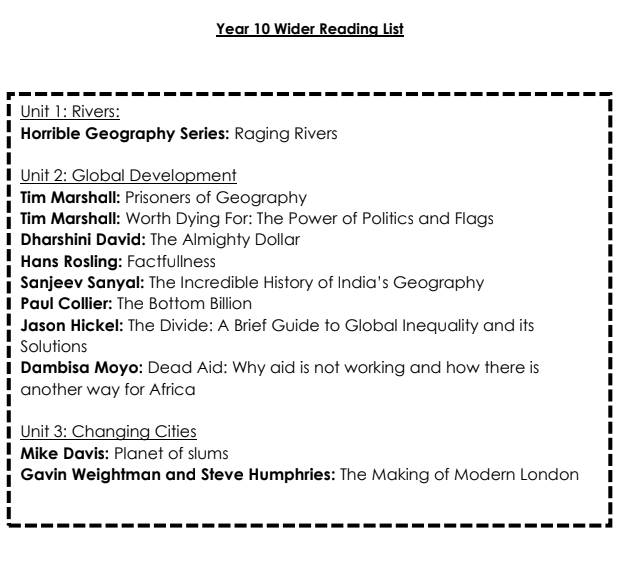 Year 10 Wider Reading List
Unit 1: Rivers:
Horrible Geography Series: Raging Rivers
Unit 2: Global Development
Tim Marshall: Prisoners of Geography
Tim Marshall: Worth Dying For: The Power of Politics and Flags
Dharshini David: The Almighty Dollar
Hans Rosling: Factfullness
Sanjeev Sanyal: The Incredible History of India's Geography
Paul Collier: The Bottom Billion
Jason Hickel: The Divide: A Brief Guide to Global Inequality and its
Solutions
Dambisa Moyo: Dead Aid: Why aid is not working and how there is
another way for Africa
Unit 3: Changing Cities
Mike Davis: Planet of slums
Gavin Weightman and Steve Humphries: The Making of Modern London